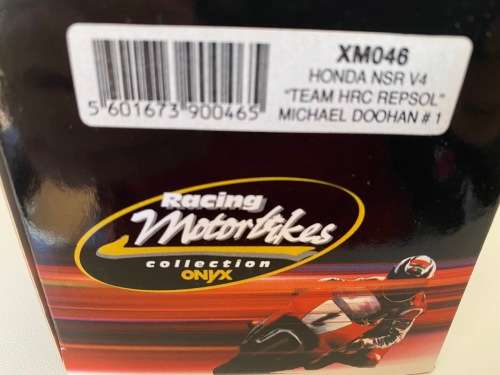 XM046
HONDA NSR V4
"TEAM HRC REPSOL"
MICHAEL DOOHAN # 1
5 601673 900465
Racing
Motorbikes
collection
ONYX